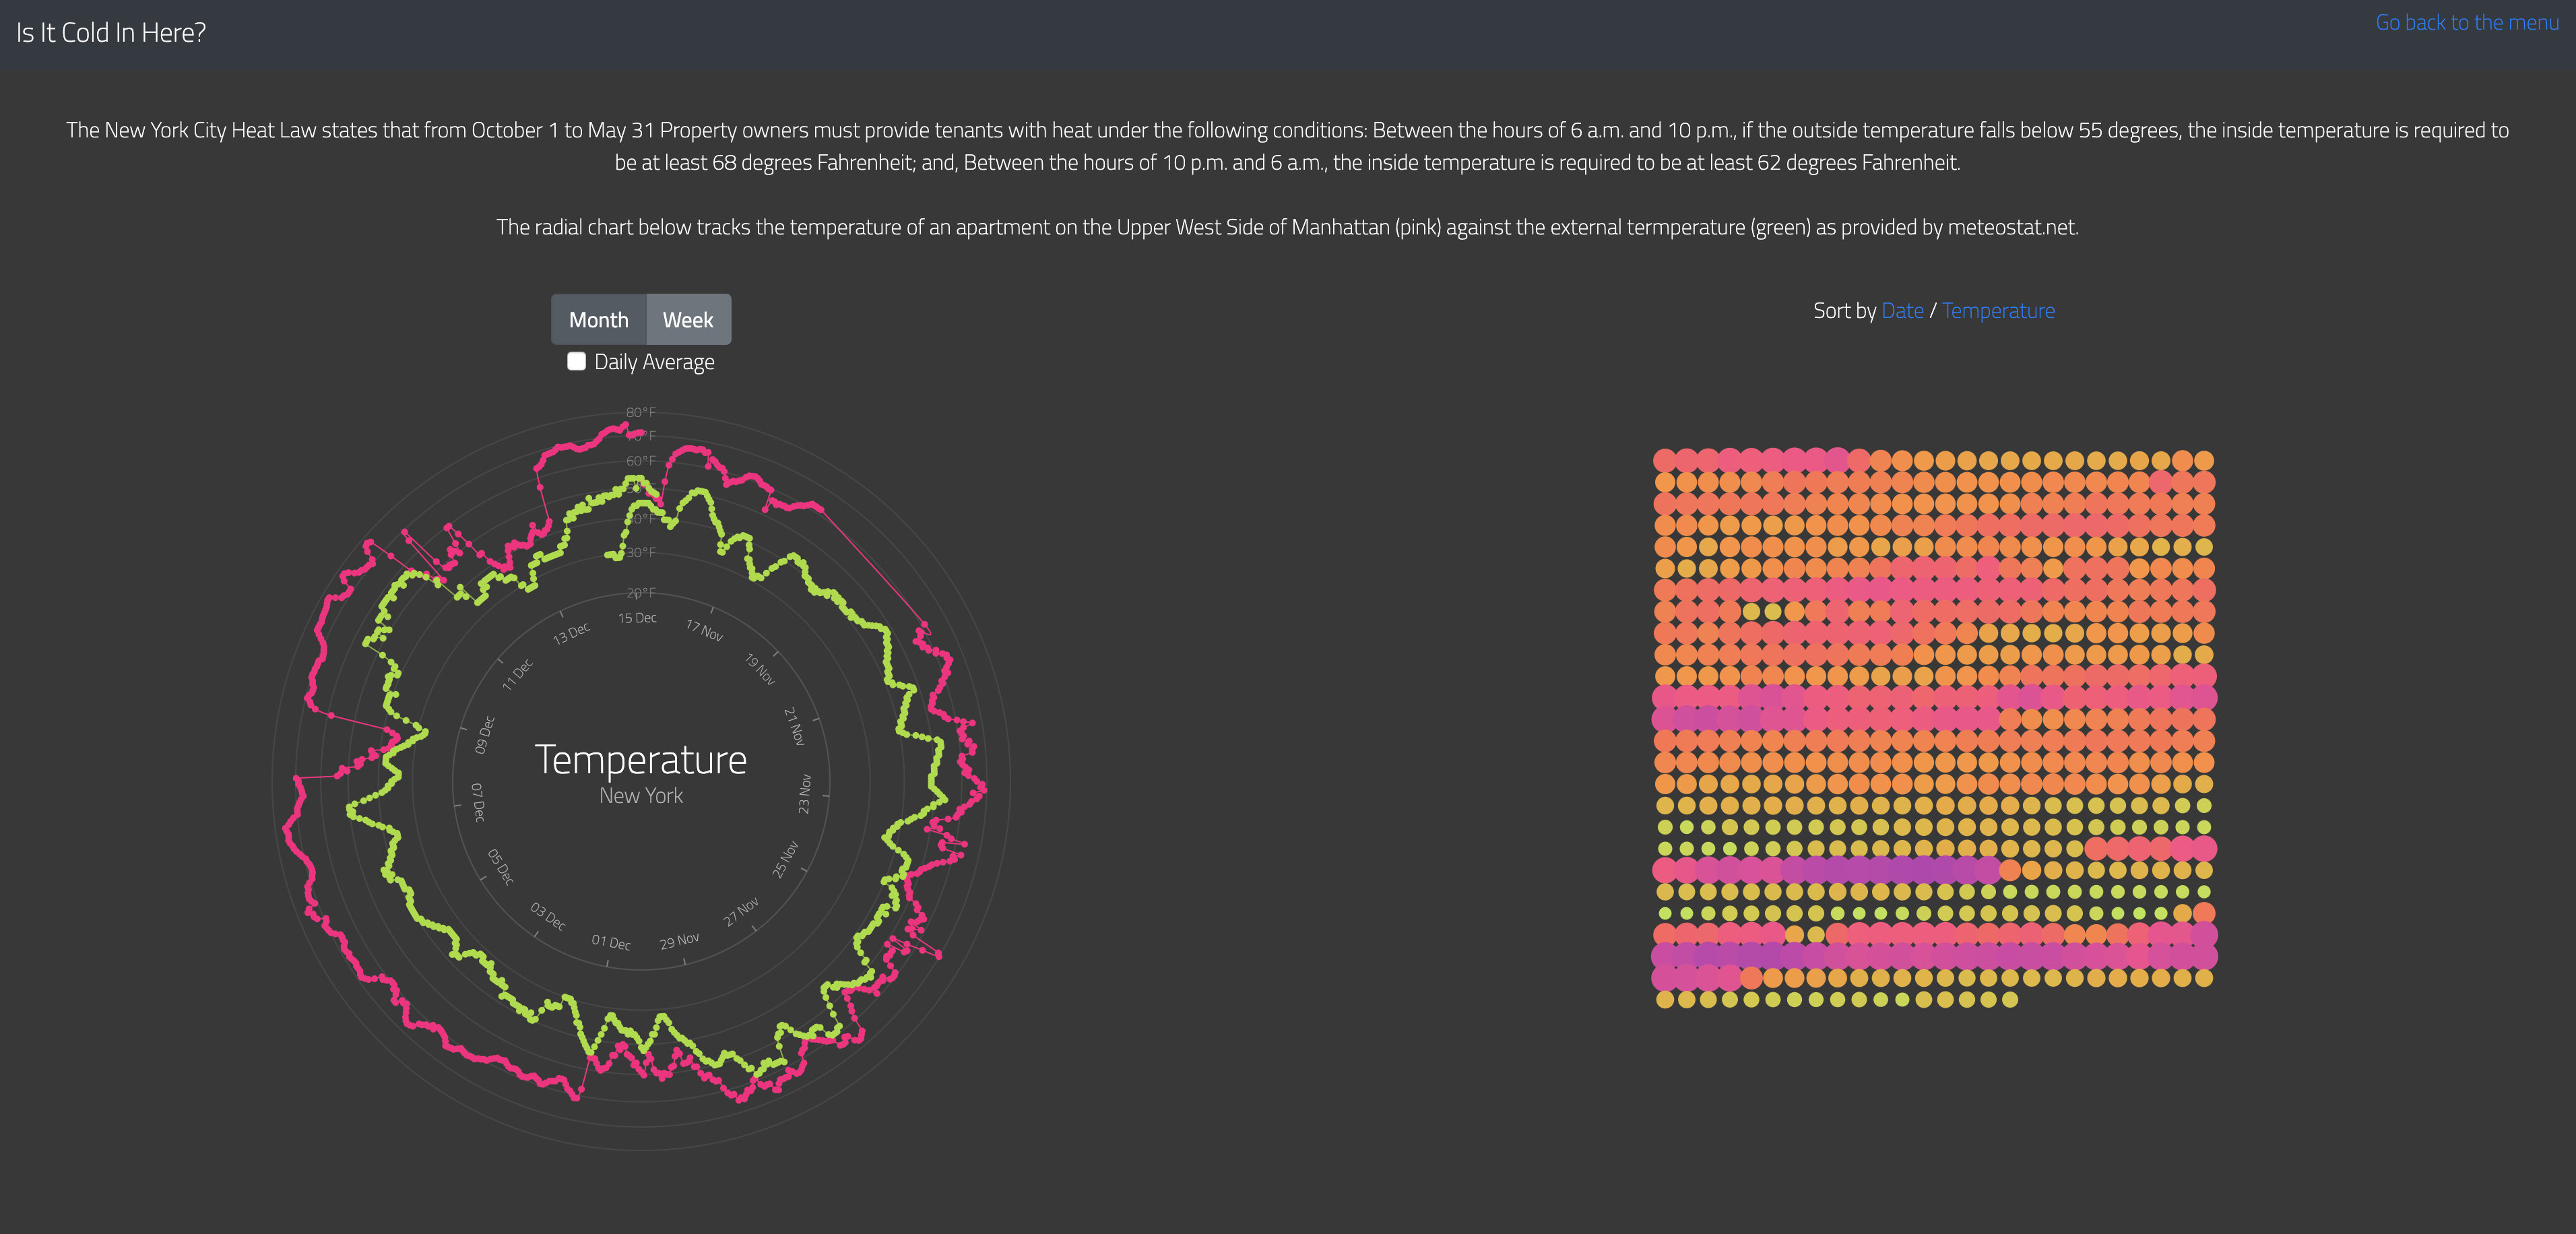 Is It Cold In Here?
Go back to the menu
The New York City Heat Law states that from October 1 to May 31 Property owners must provide tenants with heat under the following conditions: Between the hours of 6 a.m. and 10 p.m., if the outside temperature falls below 55 degrees, the inside temperature is required to
be at least 68 degrees Fahrenheit; and, Between the hours of 10 p.m. and 6 a.m., the inside temperature is required to be at least 62 degrees Fahrenheit.
The radial chart below tracks the temperature of an apartment on the Upper West Side of Manhattan (pink) against the external termperature (green) as provided by meteostat.net.
Month Week
Daily Average
Sort by Date / Temperature
80°F
60°F
30°F
20°F
15 Dec
17 Nov
19 Nov
21 Nov
23 Nov
25 Nov
27 Nov
29 Nov
01 Dec
03 Dec
05 Dec
07 Dec
09 Dec
11 Dec
13 Dec
Temperature
New York